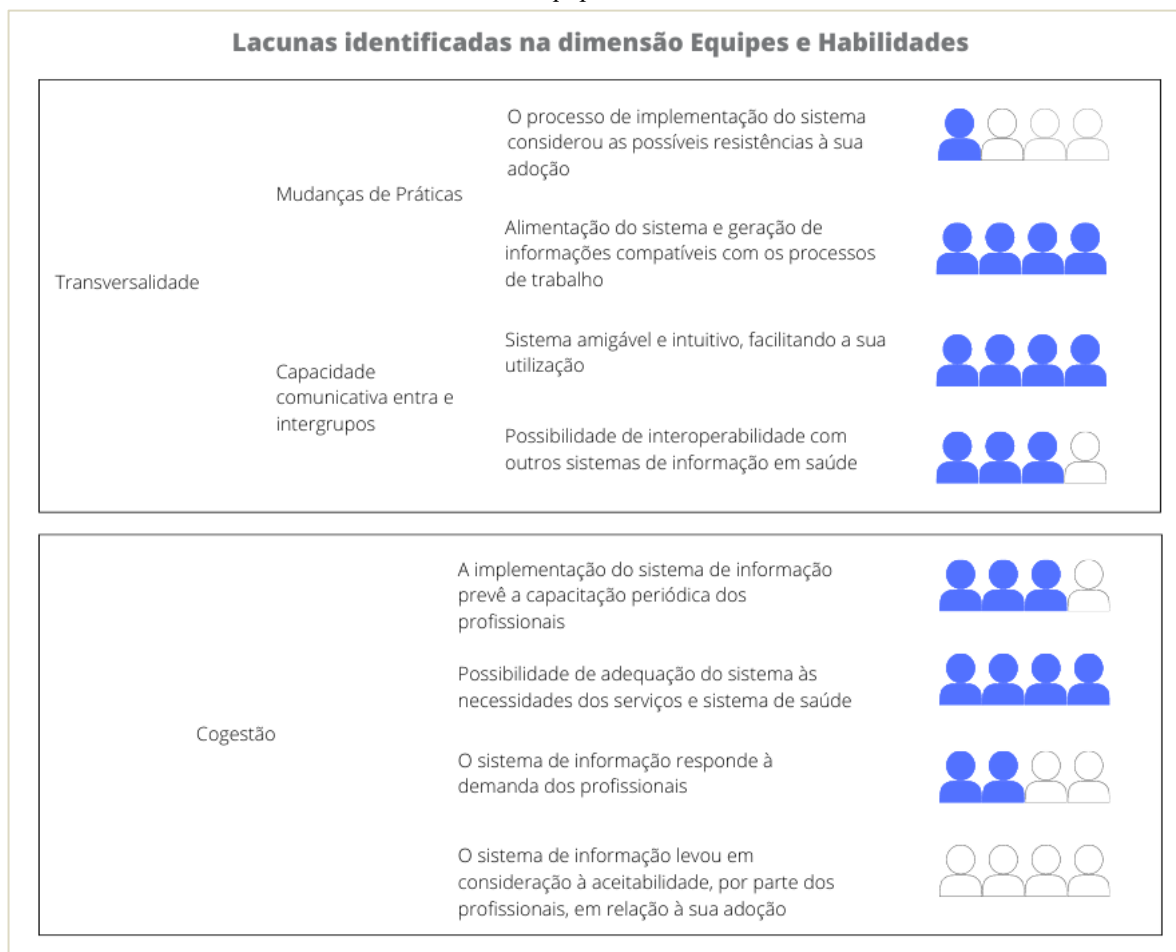 Lacunas identificadas na dimensão Equipes e Habilidades
O processo de implementação do sistema
considerou as possíveis resistências à sua
adoção
Mudanças de Práticas
Alimentação do sistema e geração de
informações compatíveis com os processos
de trabalho
Transversalidade
Sistema amigável e intuitivo, facilitando a sua
utilização
Capacidade
comunicativa entra e
intergrupos
Possibilidade de interoperabilidade com
outros sistemas de informação em saúde
A implementação do sistema de informação
prevê a capacitação periódica dos
profissionais
Possibilidade de adequação do sistema às
necessidades dos serviços e sistema de saúde
Cogestão
O sistema de informação responde à
demanda dos profissionais
O sistema de informação levou em
consideração à aceitabilidade, por parte dos
profissionais, em relação à sua adoção